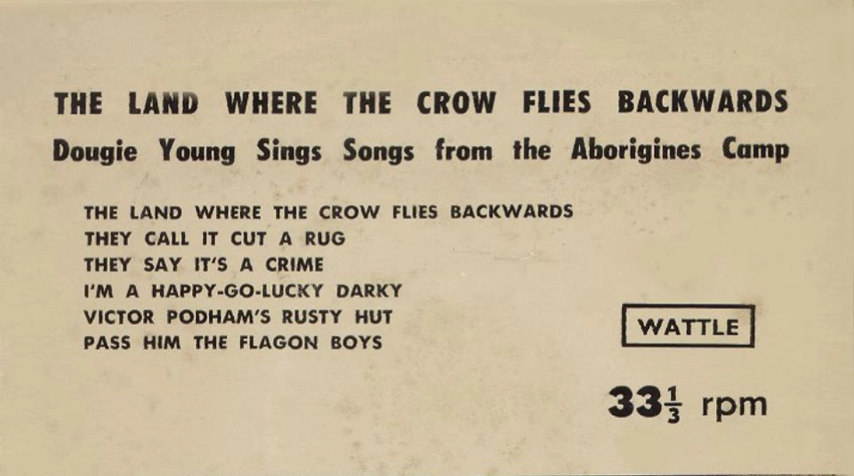 THE LAND WHERE THE CROW FLIES BACKWARDS
Dougie Young Sings Songs from the Aborigines Camp
THE LAND WHERE THE CROW FLIES BACKWARDS
THEY CALL IT CUT A RUG
THEY SAY IT'S A CRIME
I'M A HAPPY-GO-LUCKY DARKY
VICTOR PODHAM'S RUSTY HUT
PASS HIM THE FLAGON BOYS
WATTLE
33⅓ rpm